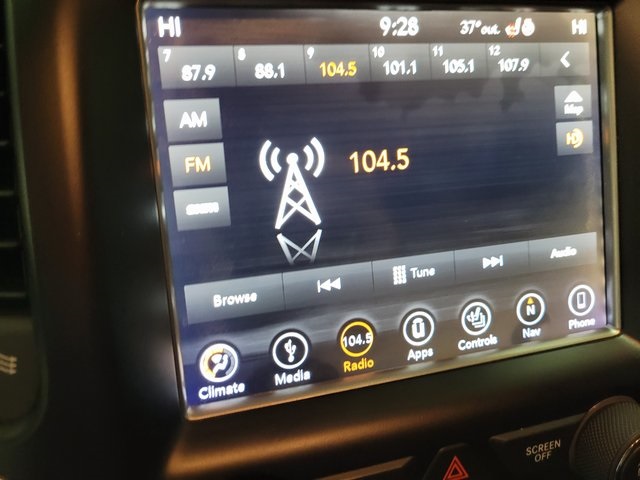 HI 9:28 37° out HI
7 8 9 10 11 12
87.9 88.1 104.5 101.1 105.1 107.9
AM
Map
FM
104.5
HD
Browse Tune Audio
Climate Media 104.5 Radio Apps Controls N Nav Phone
SCREEN
OFF